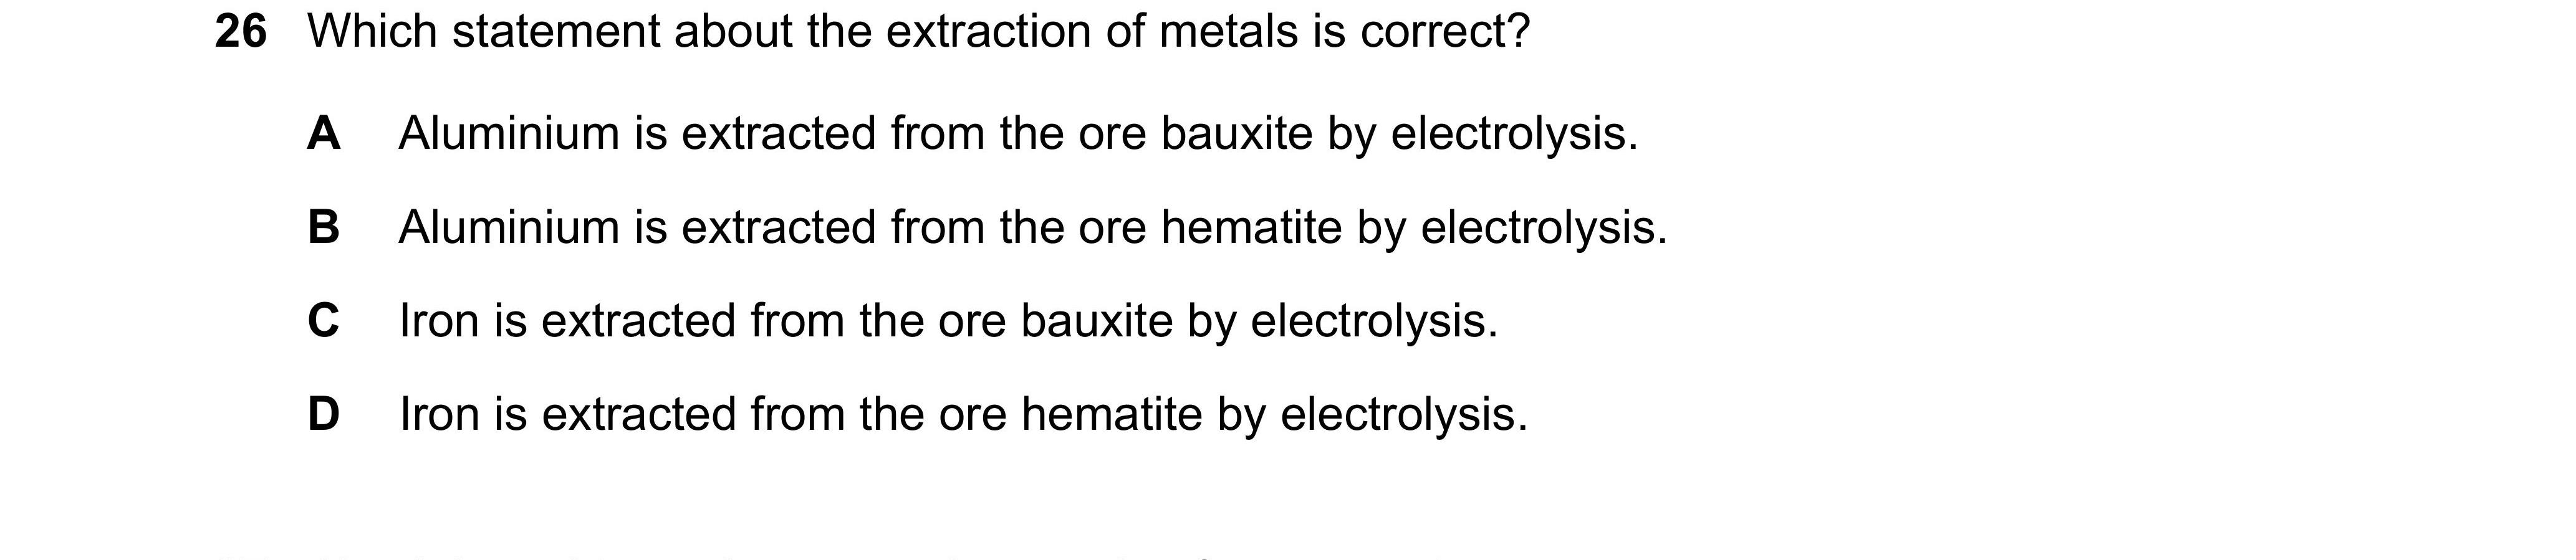 26 Which statement about the extraction of metals is correct?
A Aluminium is extracted from the ore bauxite by electrolysis.
B Aluminium is extracted from the ore hematite by electrolysis.
C Iron is extracted from the ore bauxite by electrolysis.
D Iron is extracted from the ore hematite by electrolysis.